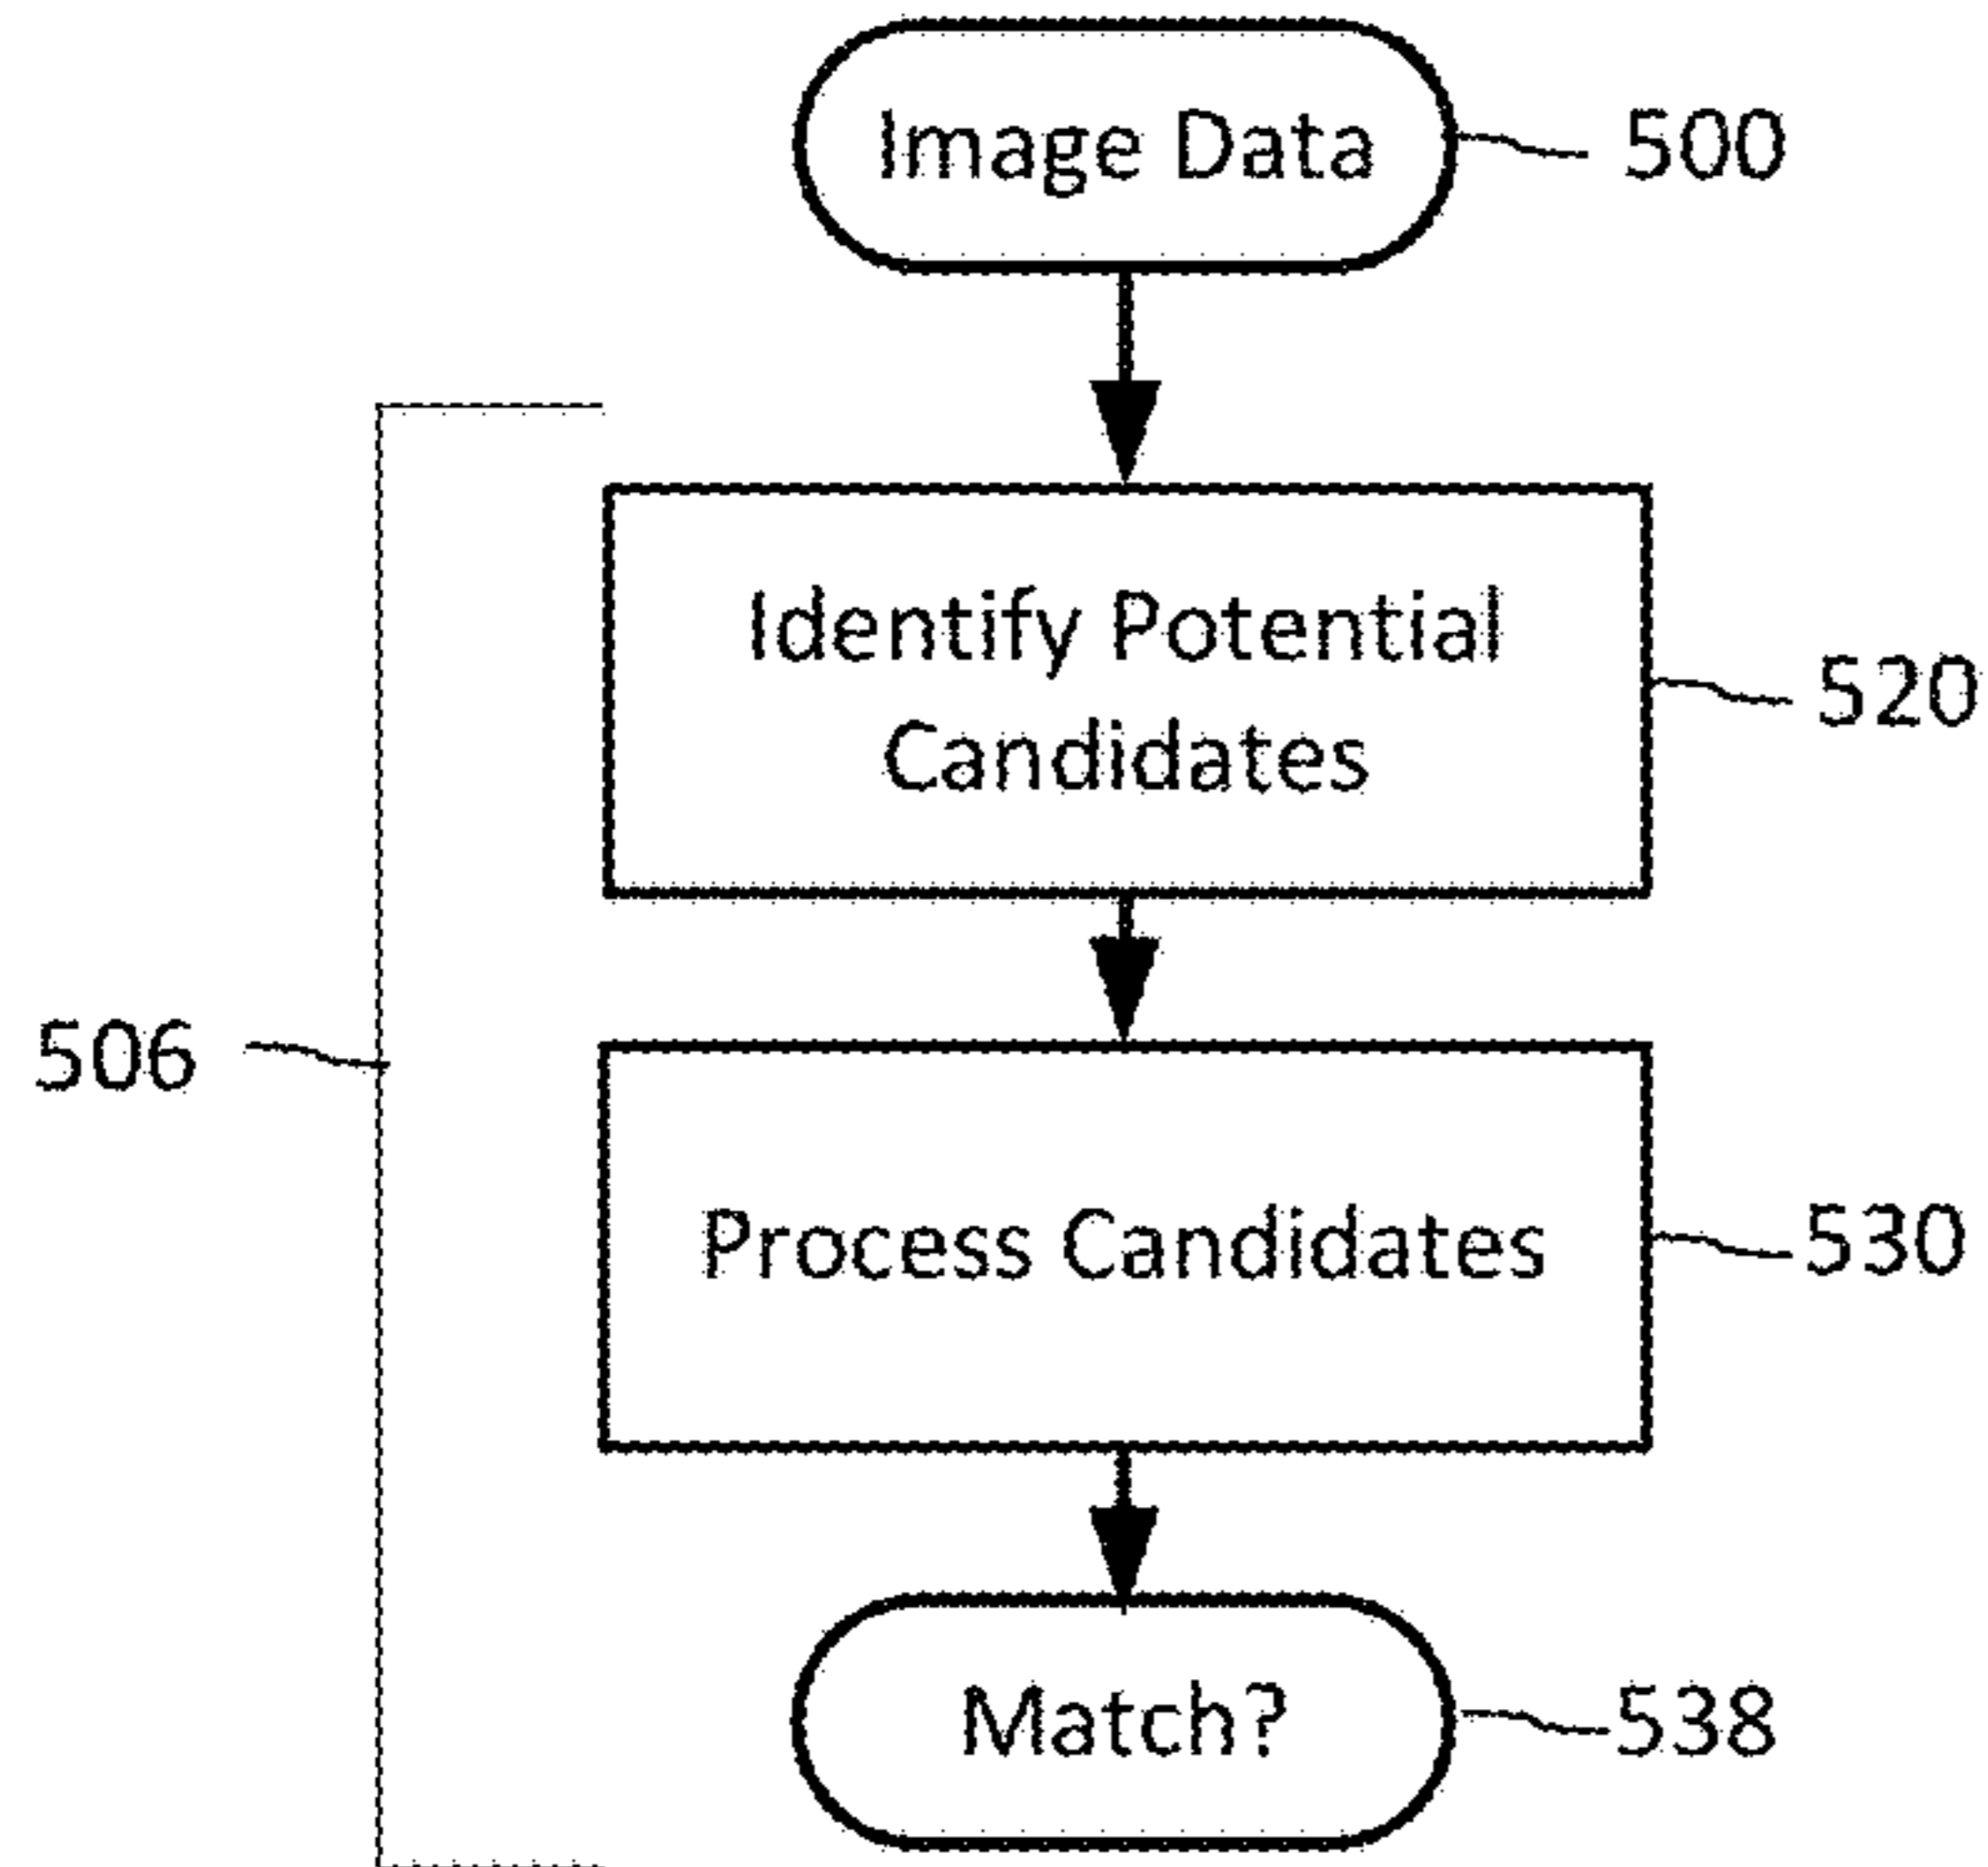 Image Data
500
Identify Potential
Candidates
520
506
Process Candidates
530
Match?
538